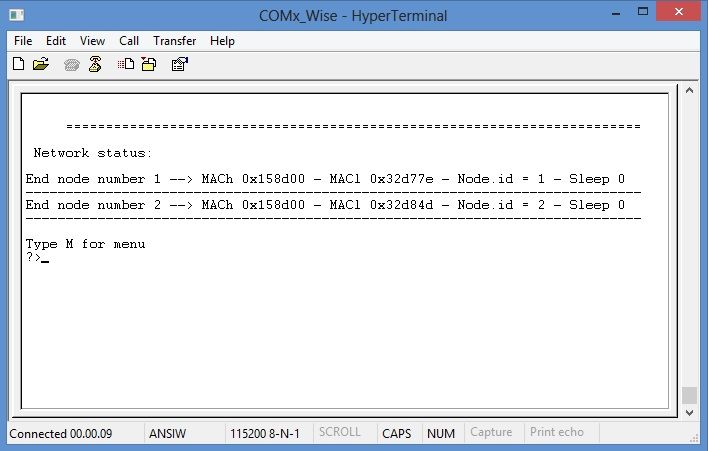 COMx_Wise - HyperTerminal
File Edit View Call Transfer Help
========================================================================
Network status:
End node number 1 --> MACh 0x158d00 - MACl 0x32d77e - Node.id = 1 - Sleep 0
-----------------------------------------------------------------------------
End node number 2 --> MACh 0x158d00 - MACl 0x32d84d - Node.id = 2 - Sleep 0
-----------------------------------------------------------------------------
Type M for menu
?>_
Connected 00.00.09 ANSIW 115200 8-N-1 SCROLL CAPS NUM Capture Print echo